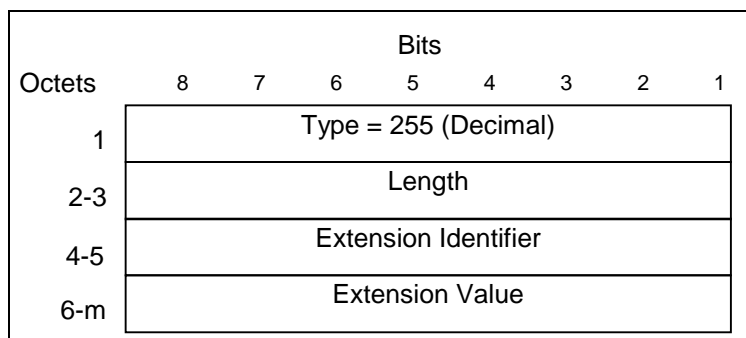 Bits
Octets 8 7 6 5 4 3 2 1
1 Type = 255 (Decimal)
2-3 Length
4-5 Extension Identifier
6-m Extension Value